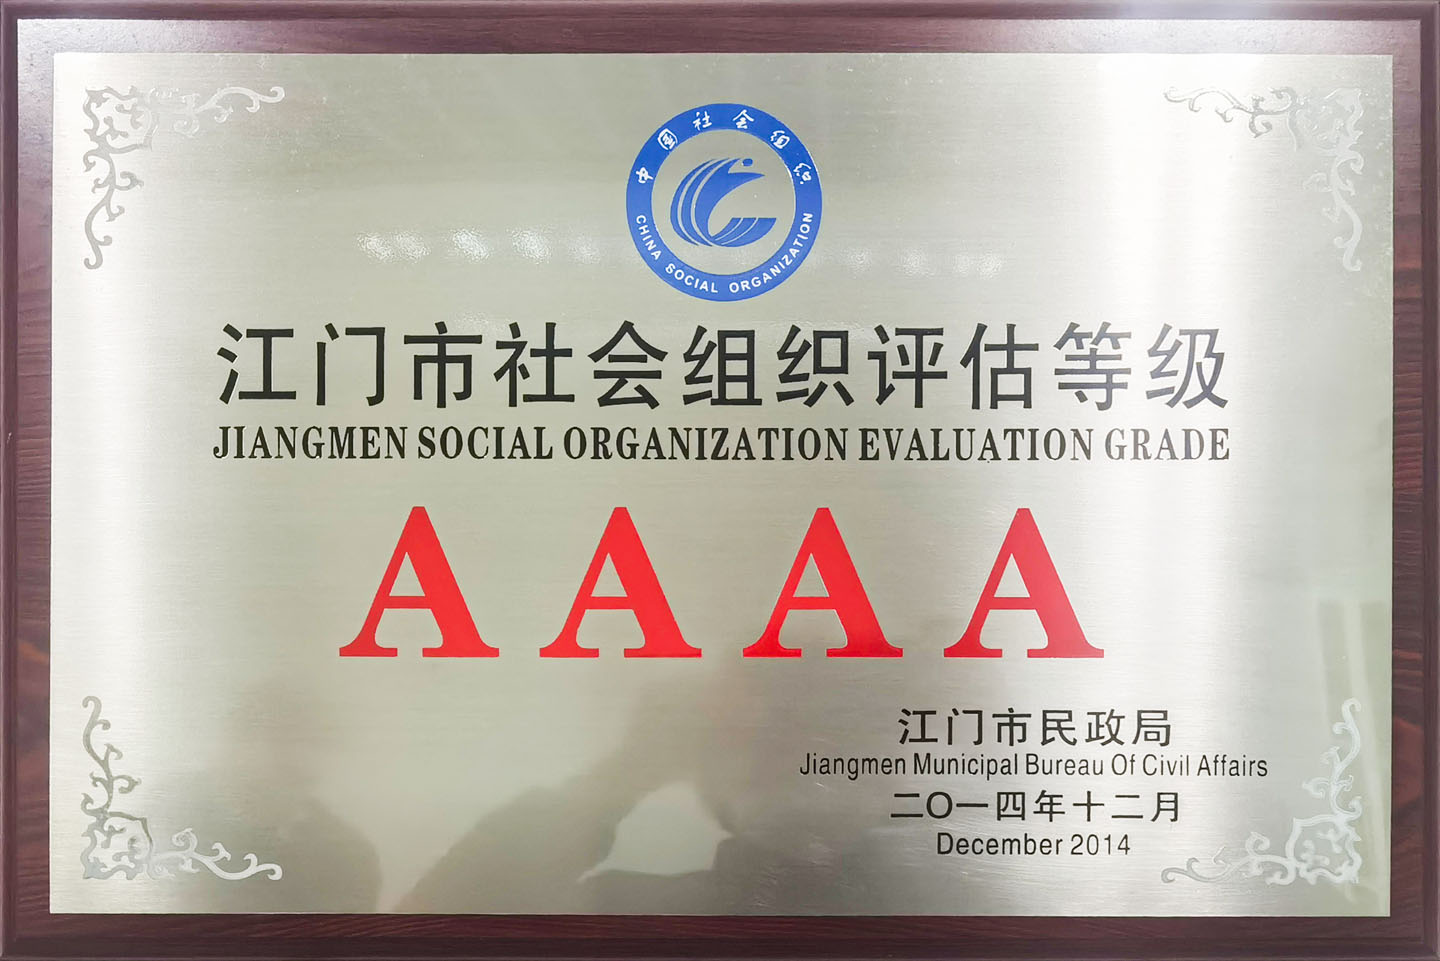 中国社会组织
CHINA SOCIAL ORGANIZATION
江门市社会组织评估等级
JIANGMEN SOCIAL ORGANIZATION EVALUATION GRADE
AAAA
江门市民政局
Jiangmen Municipal Bureau Of Civil Affairs
二〇一四年十二月
December 2014